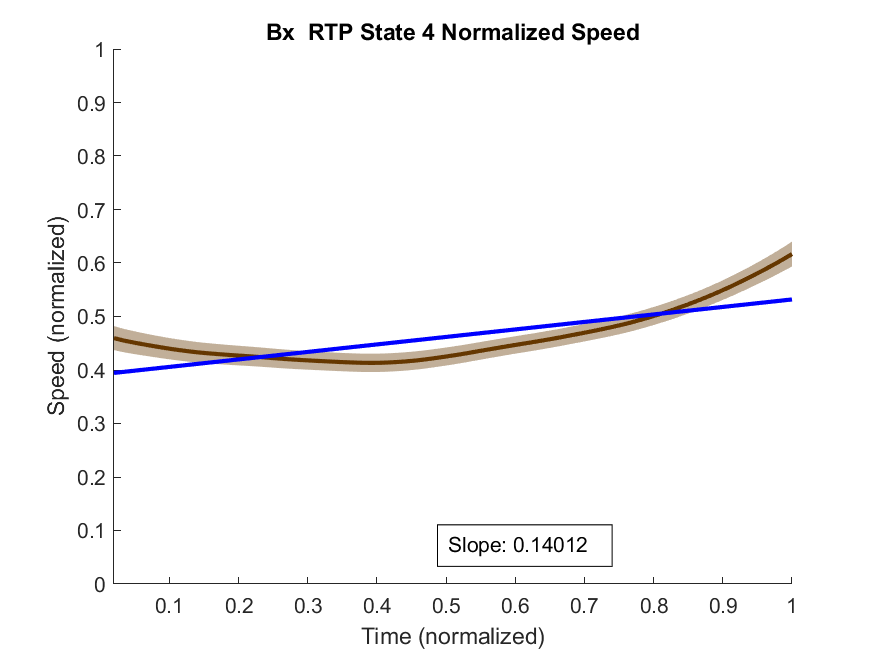 Bx  RTP State 4 Normalized Speed
1
0.9
0.8
0.7
0.6
0.5
0.4
0.3
0.2
0.1
0
Speed (normalized)
Slope: 0.14012
0.1 0.2 0.3 0.4 0.5 0.6 0.7 0.8 0.9 1
Time (normalized)